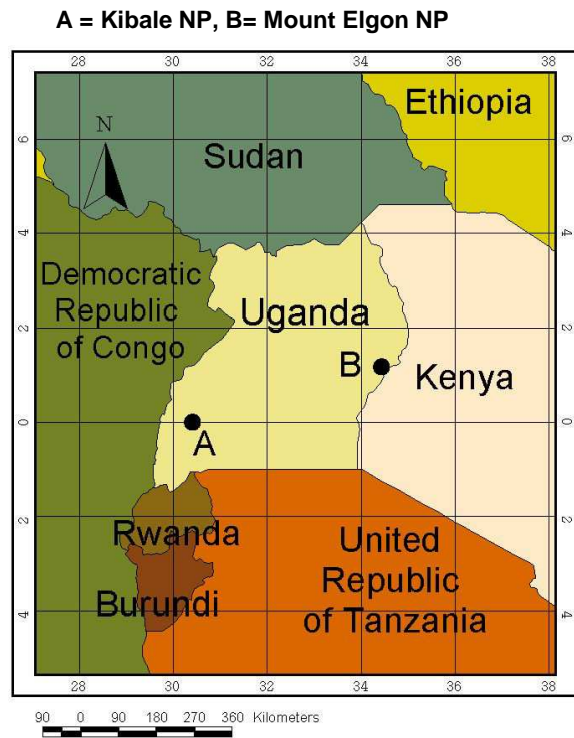 A = Kibale NP, B= Mount Elgon NP
28 30 32 34 36 38
Ethiopia
N
6 6
Sudan
4 4
Democratic
Republic
of Congo
Uganda
2 2
B
Kenya
0 0
A
2 2
Rwanda
United
Republic
of Tanzania
Burundi
4 4
28 30 32 34 36 38
90 0 90 180 270 360 Kilometers